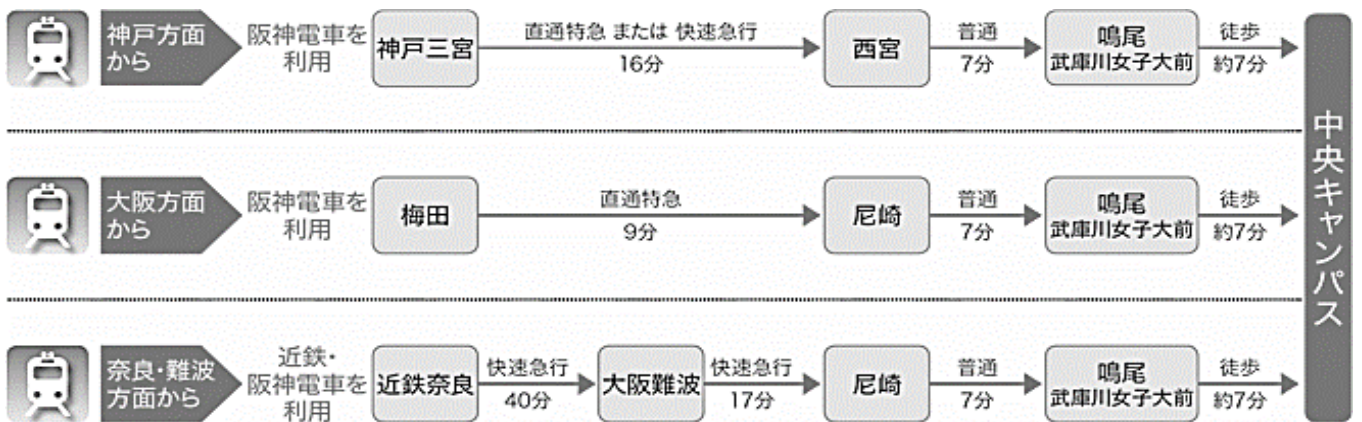 神戸方面
から
阪神電車を
利用
神戸三宮
直通特急 または 快速急行
16分
西宮
普通
7分
鳴尾
武庫川女子大前
徒歩
約7分
大阪方面
から
阪神電車を
利用
梅田
直通特急
9分
尼崎
普通
7分
鳴尾
武庫川女子大前
徒歩
約7分
奈良・難波
方面から
近鉄・
阪神電車を
利用
近鉄奈良
快速急行
40分
大阪難波
快速急行
17分
尼崎
普通
7分
鳴尾
武庫川女子大前
徒歩
約7分
中央キャンパス